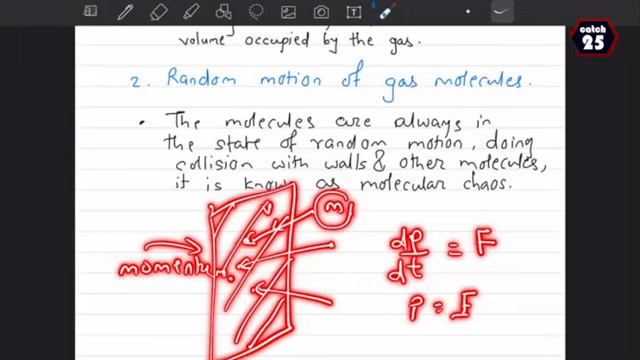 volume occupied by the gas.
2. Random motion of gas molecules.
• The molecules are always in
the state of random motion, doing
collision with walls & other molecules,
it is known as molecular chaos.
m
momentum.
dp/dt = F
catch
25